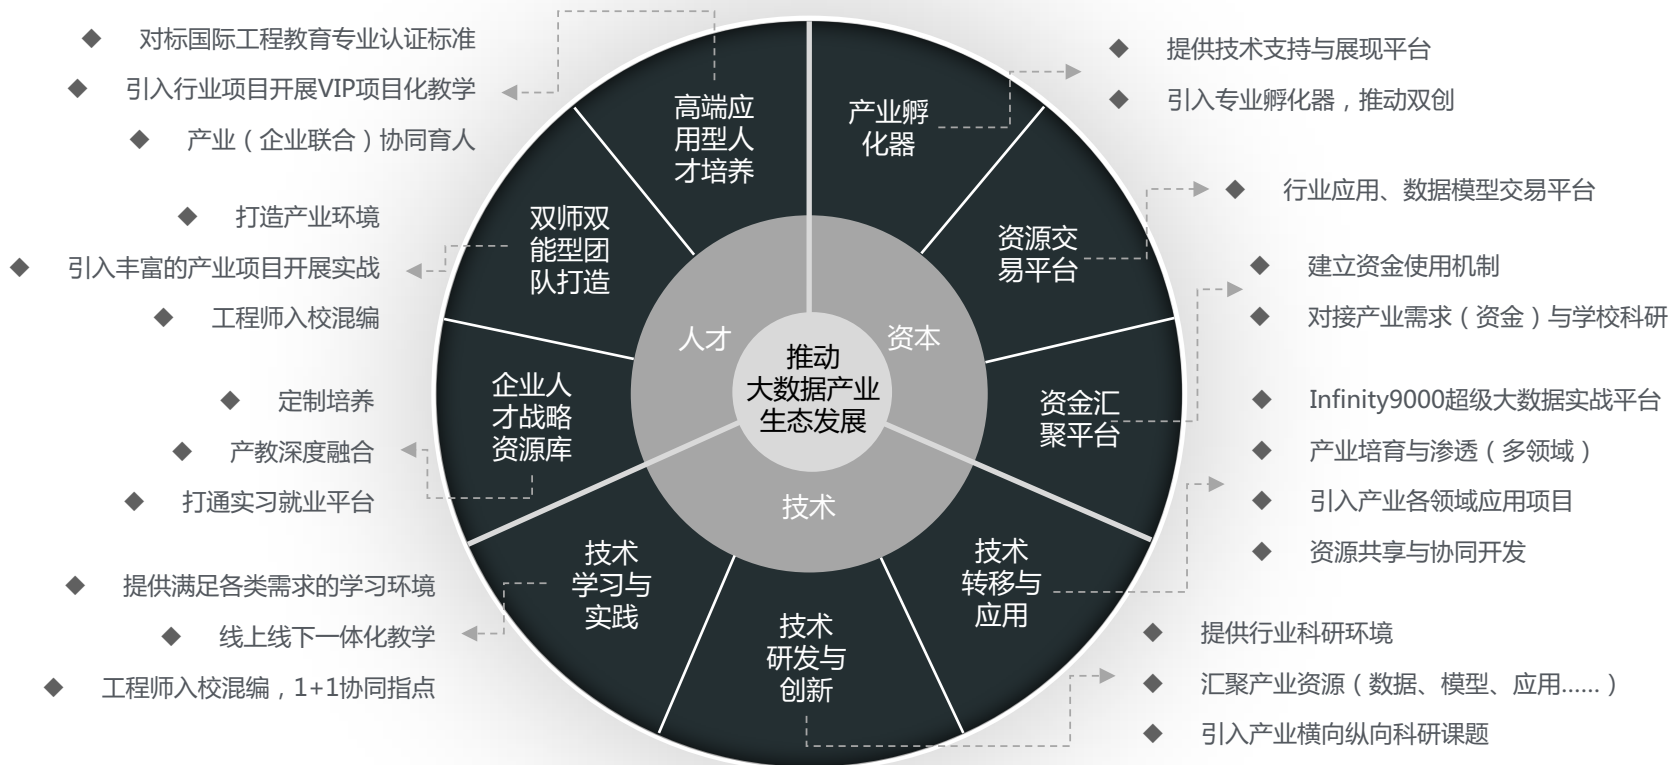 对标国际工程教育专业认证标准
引入行业项目开展VIP项目化教学
产业（企业联合）协同育人
打造产业环境
引入丰富的产业项目开展实战
工程师入校混编
定制培养
产教深度融合
打通实习就业平台
提供满足各类需求的学习环境
线上线下一体化教学
工程师入校混编，1+1协同指点
高端应
用型人
才培养
双师双
能型团
队打造
企业人
才战略
资源库
技术
学习与
实践
技术
研发与
创新
技术
转移与
应用
资金汇
聚平台
资源交
易平台
产业孵
化器
人才
资本
技术
推动
大数据产业
生态发展
提供技术支持与展现平台
引入专业孵化器，推动双创
行业应用、数据模型交易平台
建立资金使用机制
对接产业需求（资金）与学校科研
Infinity9000超级大数据实战平台
产业培育与渗透（多领域）
引入产业各领域应用项目
资源共享与协同开发
提供行业科研环境
汇聚产业资源（数据、模型、应用......）
引入产业横向纵向科研课题